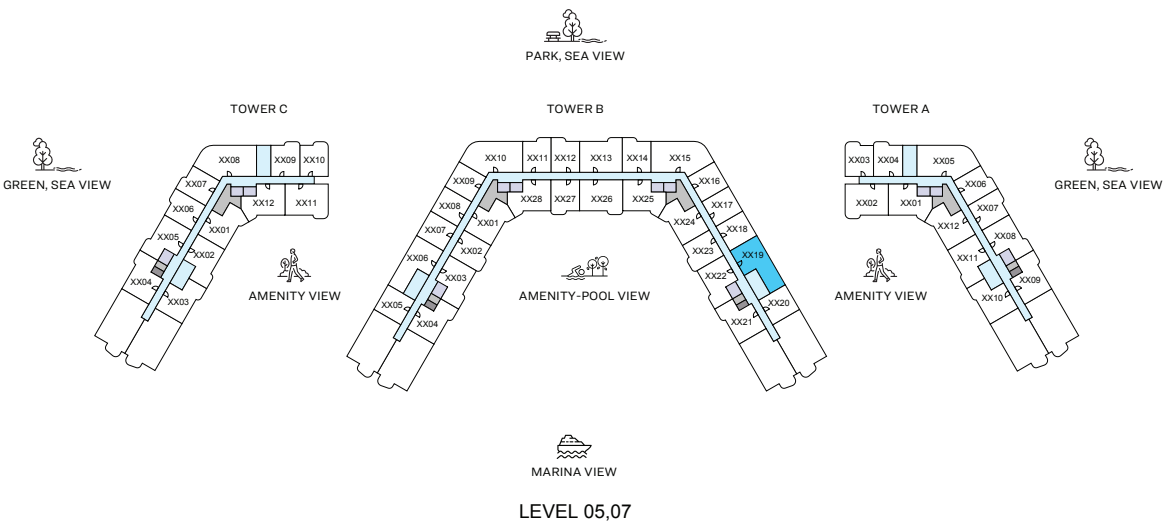 PARK, SEA VIEW
TOWER C
TOWER B
TOWER A
GREEN, SEA VIEW
GREEN, SEA VIEW
XX08
XX09
XX10
XX07
XX12
XX11
XX06
XX01
XX05
XX02
XX04
XX03
AMENITY VIEW
XX10
XX11
XX12
XX13
XX14
XX15
XX09
XX16
XX28
XX27
XX26
XX25
XX08
XX17
XX01
XX24
XX07
XX18
XX02
XX23
XX06
XX19
XX03
XX22
XX05
XX20
XX04
XX21
AMENITY-POOL VIEW
XX03
XX04
XX05
XX02
XX01
XX06
XX07
XX12
XX08
XX11
XX09
XX10
AMENITY VIEW
MARINA VIEW
LEVEL 05,07